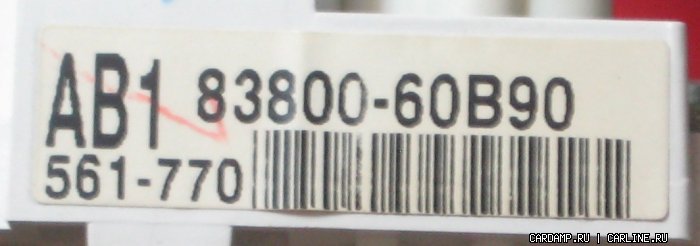 AB1 83800-60B90
561-770
CARDAMP.RU | CARLINE.RU